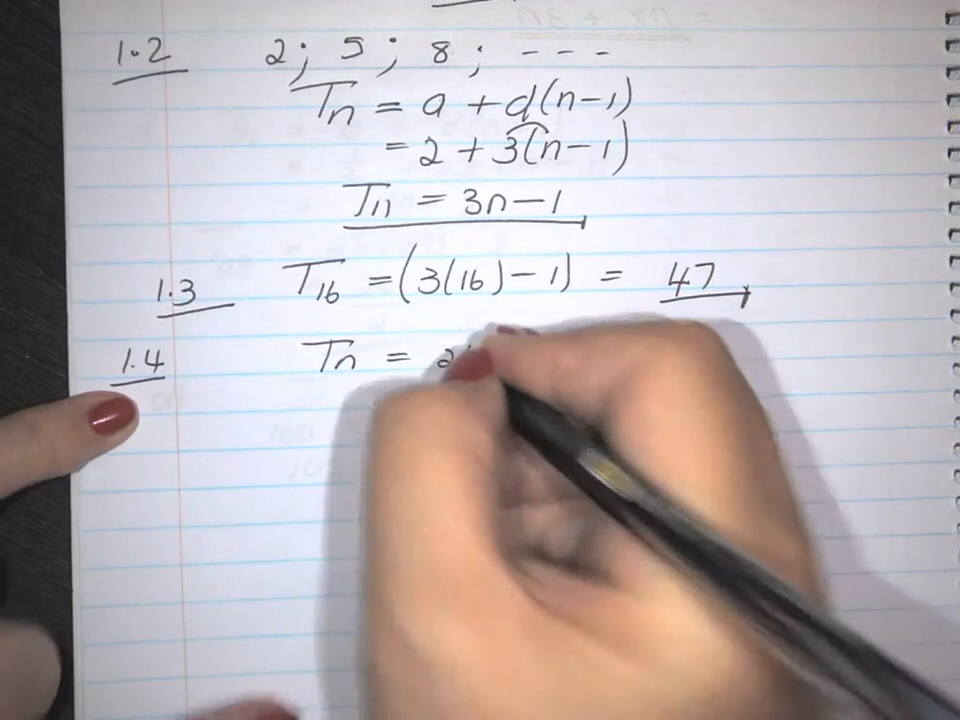 1.2 2; 5; 8; ---
Tn = a + d(n-1)
= 2 + 3(n-1)
Tn = 3n-1
1.3 T16 = (3(16)-1) = 47
1.4 Tn =